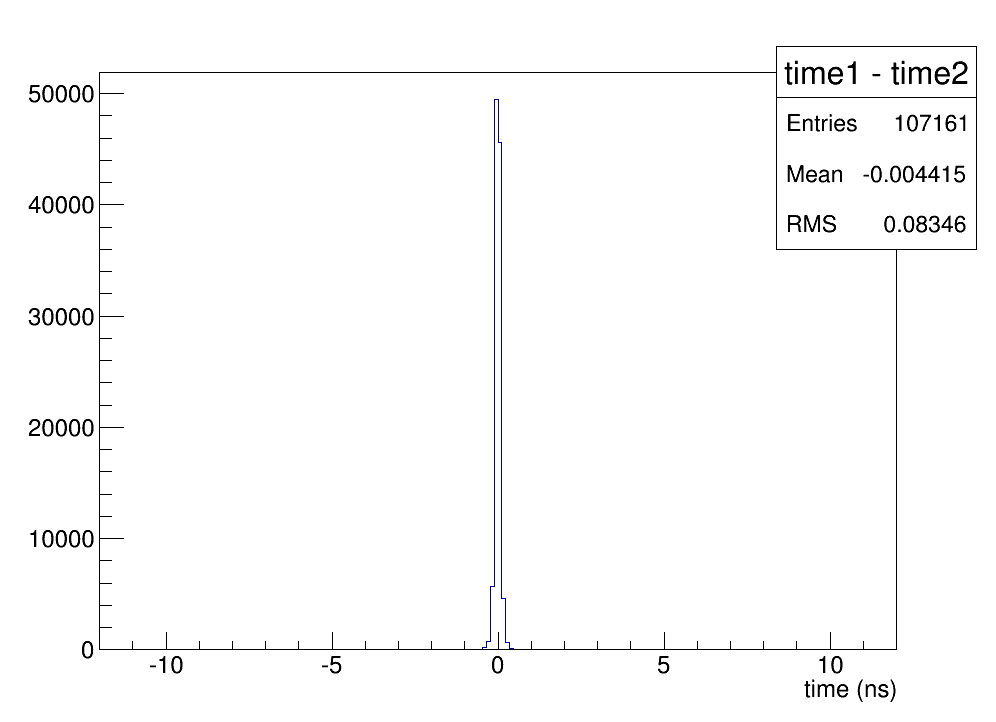 time1 - time2
Entries 107161
Mean -0.004415
RMS 0.08346
50000
40000
30000
20000
10000
0
-10 -5 0 5 10
time (ns)